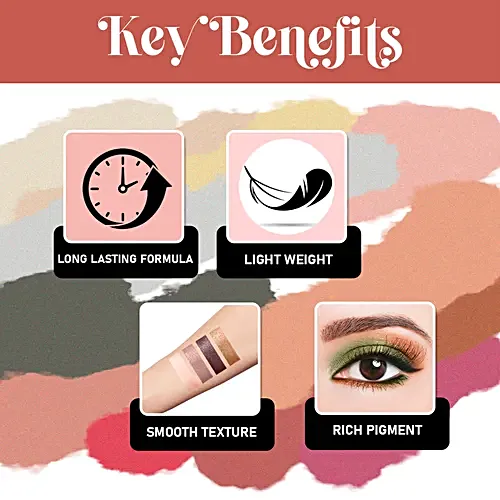 Key Benefits
LONG LASTING FORMULA
LIGHT WEIGHT
SMOOTH TEXTURE
RICH PIGMENT